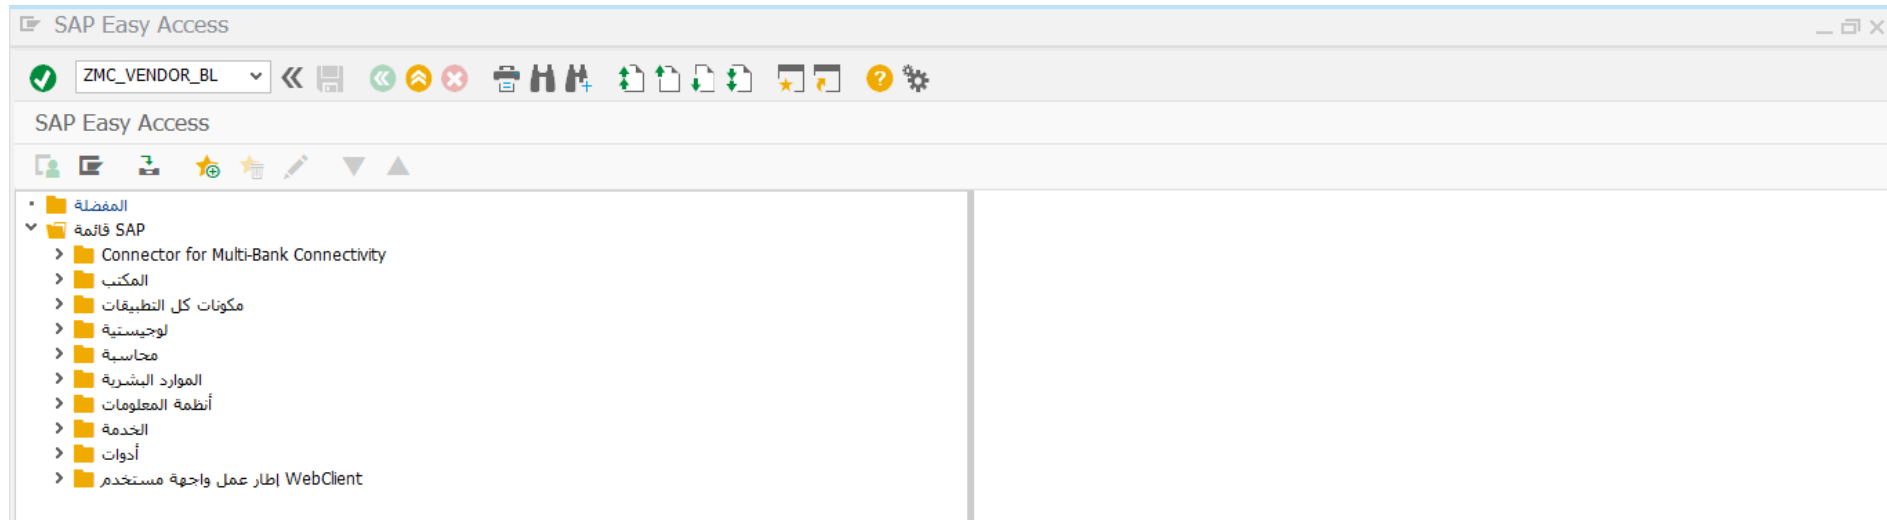 SAP Easy Access
ZMC_VENDOR_BL
SAP Easy Access
المفضلة
قائمة SAP
Connector for Multi-Bank Connectivity
المكتب
مكونات كل التطبيقات
لوجيستية
محاسبة
الموارد البشرية
أنظمة المعلومات
الخدمة
أدوات
إطار عمل واجهة مستخدم WebClient